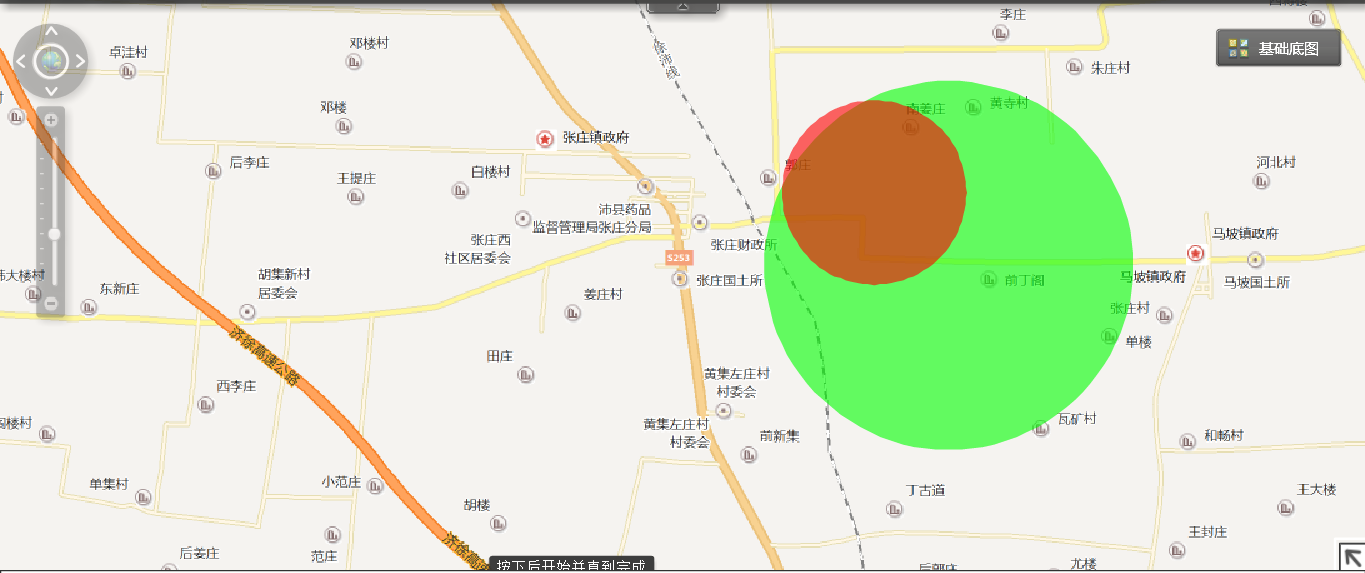 李庄
基础底图
卓洼村
邓楼村
朱庄村
邓楼
南姜庄
黄寺村
张庄镇政府
后李庄
王提庄
白楼村
郭庄
河北村
沛县药品
监督管理局张庄分局
张庄西
社区居委会
张庄财政所
马坡镇政府
S253
胡集新村
居委会
东新庄
张庄国土所
前丁阁
马坡镇政府
马坡国土所
姜庄村
张庄村
单楼
田庄
黄集左庄村
村委会
西李庄
黄集左庄村
村委会
前新集
瓦矿村
和畅村
济徐高速公路
单集村
小范庄
胡楼
丁古道
王大楼
王封庄
后姜庄
范庄
济徐高速
按下后开始并直到完成
后郭庄
尤楼